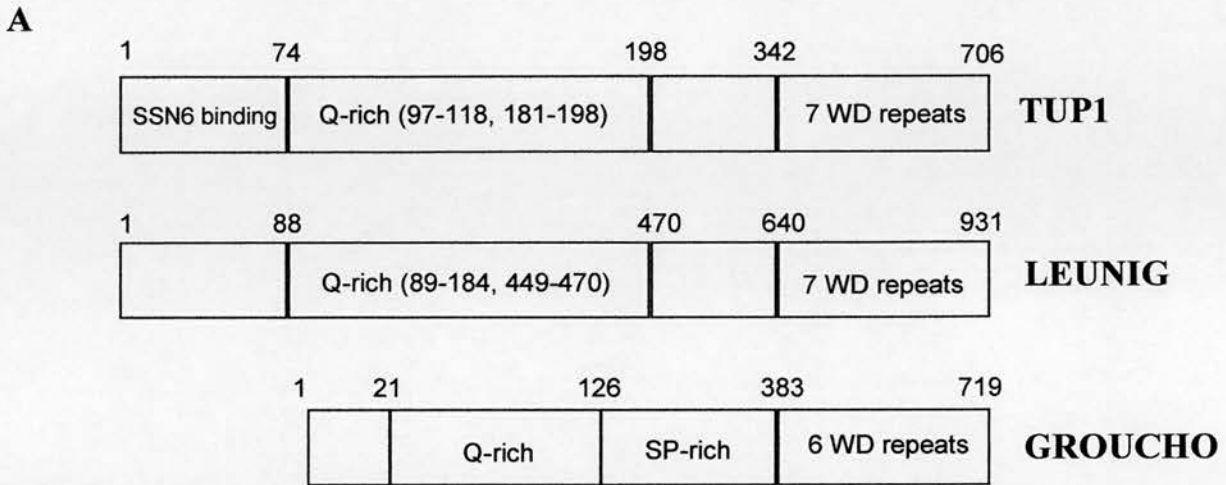 A
1 74 198 342 706
SSN6 binding Q-rich (97-118, 181-198) 7 WD repeats TUP1
1 88 470 640 931
Q-rich (89-184, 449-470) 7 WD repeats LEUNIG
1 21 126 383 719
Q-rich SP-rich 6 WD repeats GROUCHO